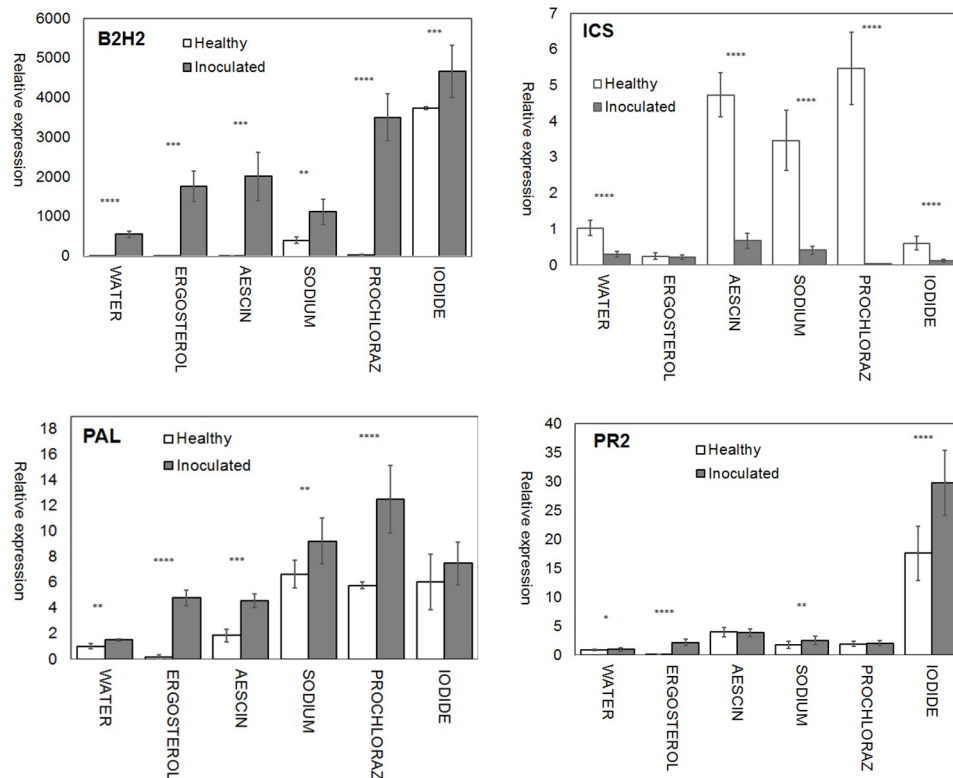 B2H2
Healthy
Inoculated
Relative expression
6000
5000
4000
3000
2000
1000
0
****
***
***
**
****
***
WATER
ERGOSTEROL
AESCIN
SODIUM
PROCHLORAZ
IODIDE
ICS
Healthy
Inoculated
Relative expression
7
6
5
4
3
2
1
0
****
****
****
****
****
WATER
ERGOSTEROL
AESCIN
SODIUM
PROCHLORAZ
IODIDE
PAL
Healthy
Inoculated
Relative expression
18
16
14
12
10
8
6
4
2
0
**
****
***
**
****
WATER
ERGOSTEROL
AESCIN
SODIUM
PROCHLORAZ
IODIDE
PR2
Healthy
Inoculated
Relative expression
40
35
30
25
20
15
10
5
0
*
****
**
****
WATER
ERGOSTEROL
AESCIN
SODIUM
PROCHLORAZ
IODIDE